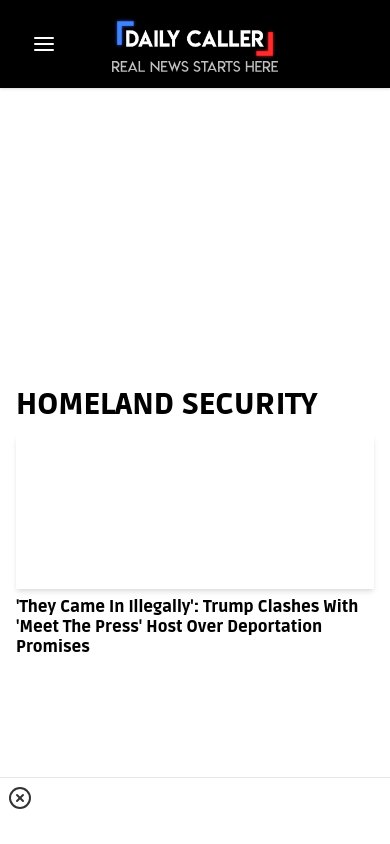 DAILY CALLER
REAL NEWS STARTS HERE
HOMELAND SECURITY
'They Came In Illegally': Trump Clashes With
'Meet The Press' Host Over Deportation
Promises